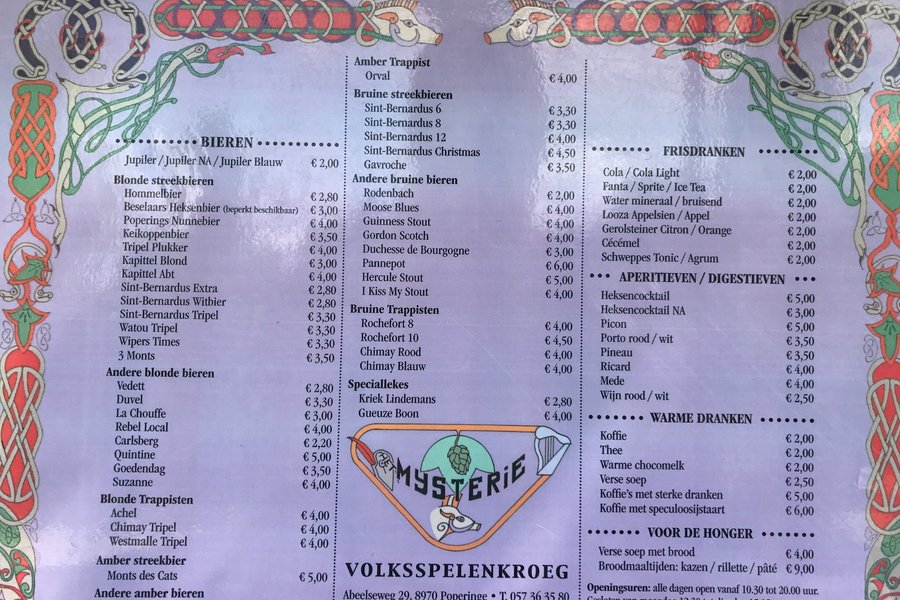 BIEREN
Jupiler / Jupiler NA / Jupiler Blauw € 2,00
Blonde streekbieren
Hommelbier € 2,80
Beselaars Heksenbier (beperkt beschikbaar) € 3,00
Poperings Nunnebier € 4,00
Keikoppenbier € 3,50
Tripel Plukker € 4,00
Kapittel Blond € 3,00
Kapittel Abt € 4,00
Sint-Bernardus Extra € 2,80
Sint-Bernardus Witbier € 2,80
Sint-Bernardus Tripel € 3,30
Watou Tripel € 3,30
Wipers Times € 3,30
3 Monts € 3,50
Andere blonde bieren
Vedett € 2,80
Duvel € 3,30
La Chouffe € 3,00
Rebel Local € 4,00
Carlsberg € 2,20
Quintine € 5,00
Goedendag € 3,50
Suzanne € 4,00
Blonde Trappisten
Achel € 4,00
Chimay Tripel € 4,00
Westmalle Tripel € 4,00
Amber streekbier
Monts des Cats € 5,00
Andere amber bieren
Amber Trappist
Orval € 4,00
Bruine streekbieren
Sint-Bernardus 6 € 3,30
Sint-Bernardus 8 € 3,30
Sint-Bernardus 12 € 4,00
Sint-Bernardus Christmas € 4,50
Gavroche € 3,50
Andere bruine bieren
Rodenbach € 2,00
Moose Blues € 4,00
Guinness Stout € 4,00
Gordon Scotch € 4,00
Duchesse de Bourgogne € 3,00
Pannepot € 6,00
Hercule Stout € 5,00
I Kiss My Stout € 4,00
Bruine Trappisten
Rochefort 8 € 4,00
Rochefort 10 € 4,50
Chimay Rood € 4,00
Chimay Blauw € 4,00
Speciallekes
Kriek Lindemans € 2,80
Gueuze Boon € 4,00
MYSTERIE
VOLKSSPELENKROEG
Abeelseweg 29, 8970 Poperinge • T. 057 36 35 80
FRISDRANKEN
Cola / Cola Light € 2,00
Fanta / Sprite / Ice Tea € 2,00
Water mineraal / bruisend € 2,00
Looza Appelsien / Appel € 2,00
Gerolsteiner Citron / Orange € 2,00
Cécémel € 2,00
Schweppes Tonic / Agrum € 2,00
APERITIEVEN / DIGESTIEVEN
Heksencocktail € 5,00
Heksencocktail NA € 3,00
Picon € 5,00
Porto rood / wit € 3,50
Pineau € 3,50
Ricard € 4,00
Mede € 4,00
Wijn rood / wit € 2,50
WARME DRANKEN
Koffie € 2,00
Thee € 2,00
Warme chocomelk € 2,00
Verse soep € 2,50
Koffie's met sterke dranken € 5,00
Koffie met speculoosijstaart € 6,00
VOOR DE HONGER
Verse soep met brood € 4,00
Broodmaaltijden: kazen / rillette / pâté € 9,00
Openingsuren: alle dagen open vanaf 10.30 tot 20.00 uur.